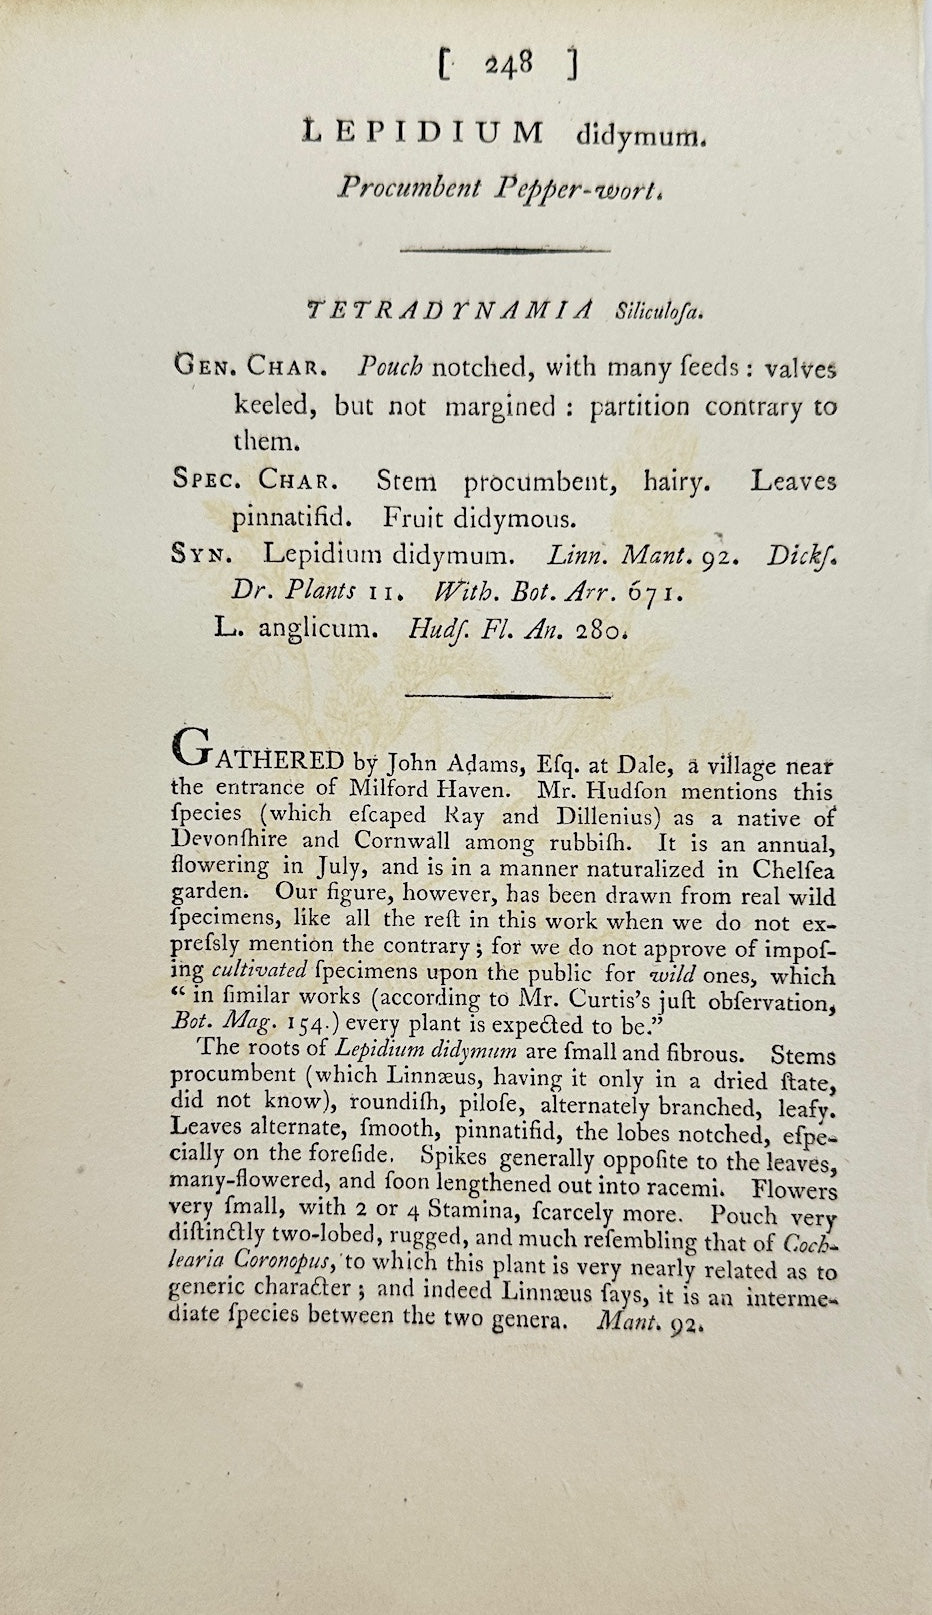 [ 248 ]
LEPIDIUM didymum.
Procumbent Pepper-wort.
TETRADYNAMIA Siliculoſa.
GEN. CHAR. Pouch notched, with many ſeeds : valves
keeled, but not margined : partition contrary to
them.
SPEC. CHAR. Stem procumbent, hairy. Leaves
pinnatifid. Fruit didymous.
SYN. Lepidium didymum. Linn. Mant. 92. Dickſ.
Dr. Plants 11. With. Bot. Arr. 671.
L. anglicum. Hudſ. Fl. An. 280.
GATHERED by John Adams, Eſq. at Dale, a village near
the entrance of Milford Haven. Mr. Hudſon mentions this
ſpecies (which eſcaped Ray and Dillenius) as a native of
Devonſhire and Cornwall among rubbiſh. It is an annual,
flowering in July, and is in a manner naturalized in Chelſea
garden. Our figure, however, has been drawn from real wild
ſpecimens, like all the reſt in this work when we do not ex-
preſsly mention the contrary ; for we do not approve of impoſ-
ing cultivated ſpecimens upon the public for wild ones, which
“ in ſimilar works (according to Mr. Curtis's juſt obſervation,
Bot. Mag. 154.) every plant is expected to be.”
The roots of Lepidium didymum are ſmall and fibrous. Stems
procumbent (which Linnæus, having it only in a dried ſtate,
did not know), roundiſh, piloſe, alternately branched, leafy.
Leaves alternate, ſmooth, pinnatifid, the lobes notched, eſpe-
cially on the foreſide. Spikes generally oppoſite to the leaves,
many-flowered, and ſoon lengthened out into racemi. Flowers
very ſmall, with 2 or 4 Stamina, ſcarcely more. Pouch very
diſtinctly two-lobed, rugged, and much reſembling that of Coch-
learia Coronopus, to which this plant is very nearly related as to
generic character ; and indeed Linnæus ſays, it is an interme-
diate ſpecies between the two genera. Mant. 92.